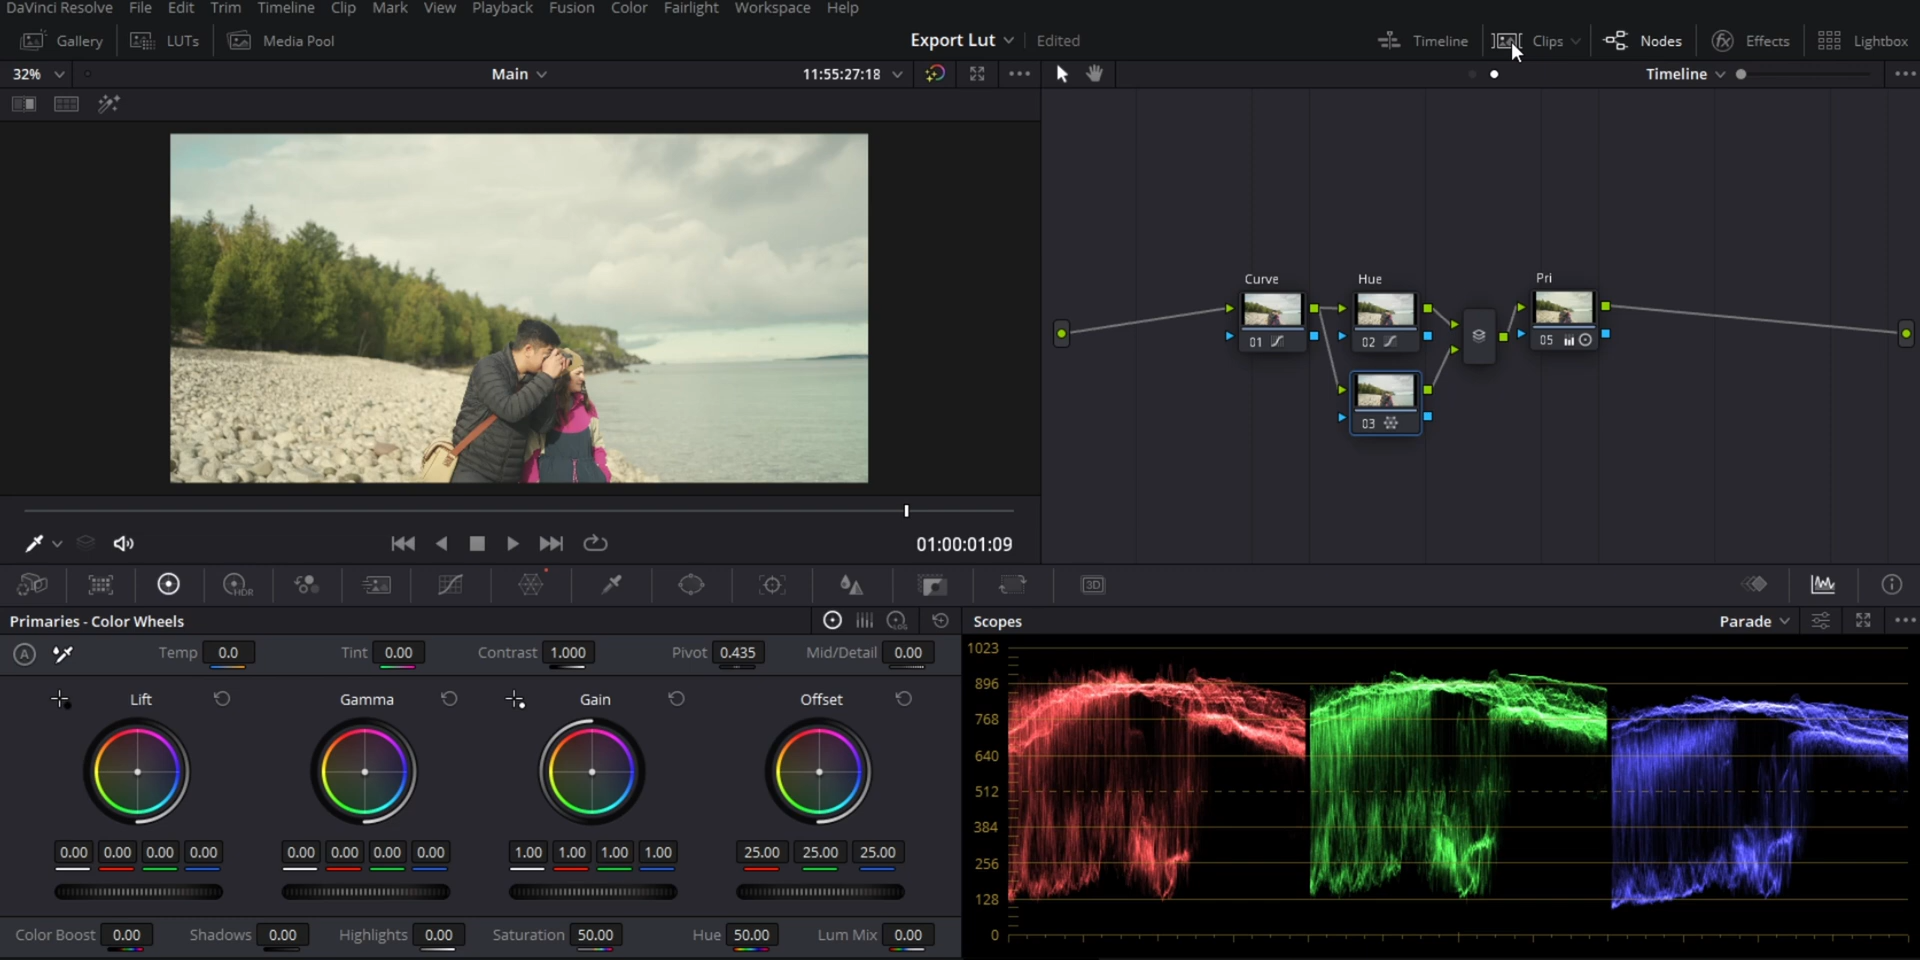 DaVinci Resolve File Edit Trim Timeline Clip Mark View Playback Fusion Color Fairlight Workspace Help
Gallery LUTs Media Pool Export Lut Edited Timeline Clips Nodes Effects Lightbox
32% Main 11:55:27:18 Timeline
Curve Hue Pri
01 02 05
03
01:00:01:09
HDR 3D
Primaries - Color Wheels LOG Scopes Parade
A Temp 0.0 Tint 0.00 Contrast 1.000 Pivot 0.435 Mid/Detail 0.00
Lift Gamma Gain Offset
0.00 0.00 0.00 0.00 0.00 0.00 0.00 0.00 1.00 1.00 1.00 1.00 25.00 25.00 25.00
Color Boost 0.00 Shadows 0.00 Highlights 0.00 Saturation 50.00 Hue 50.00 Lum Mix 0.00
1023
896
768
640
512
384
256
128
0